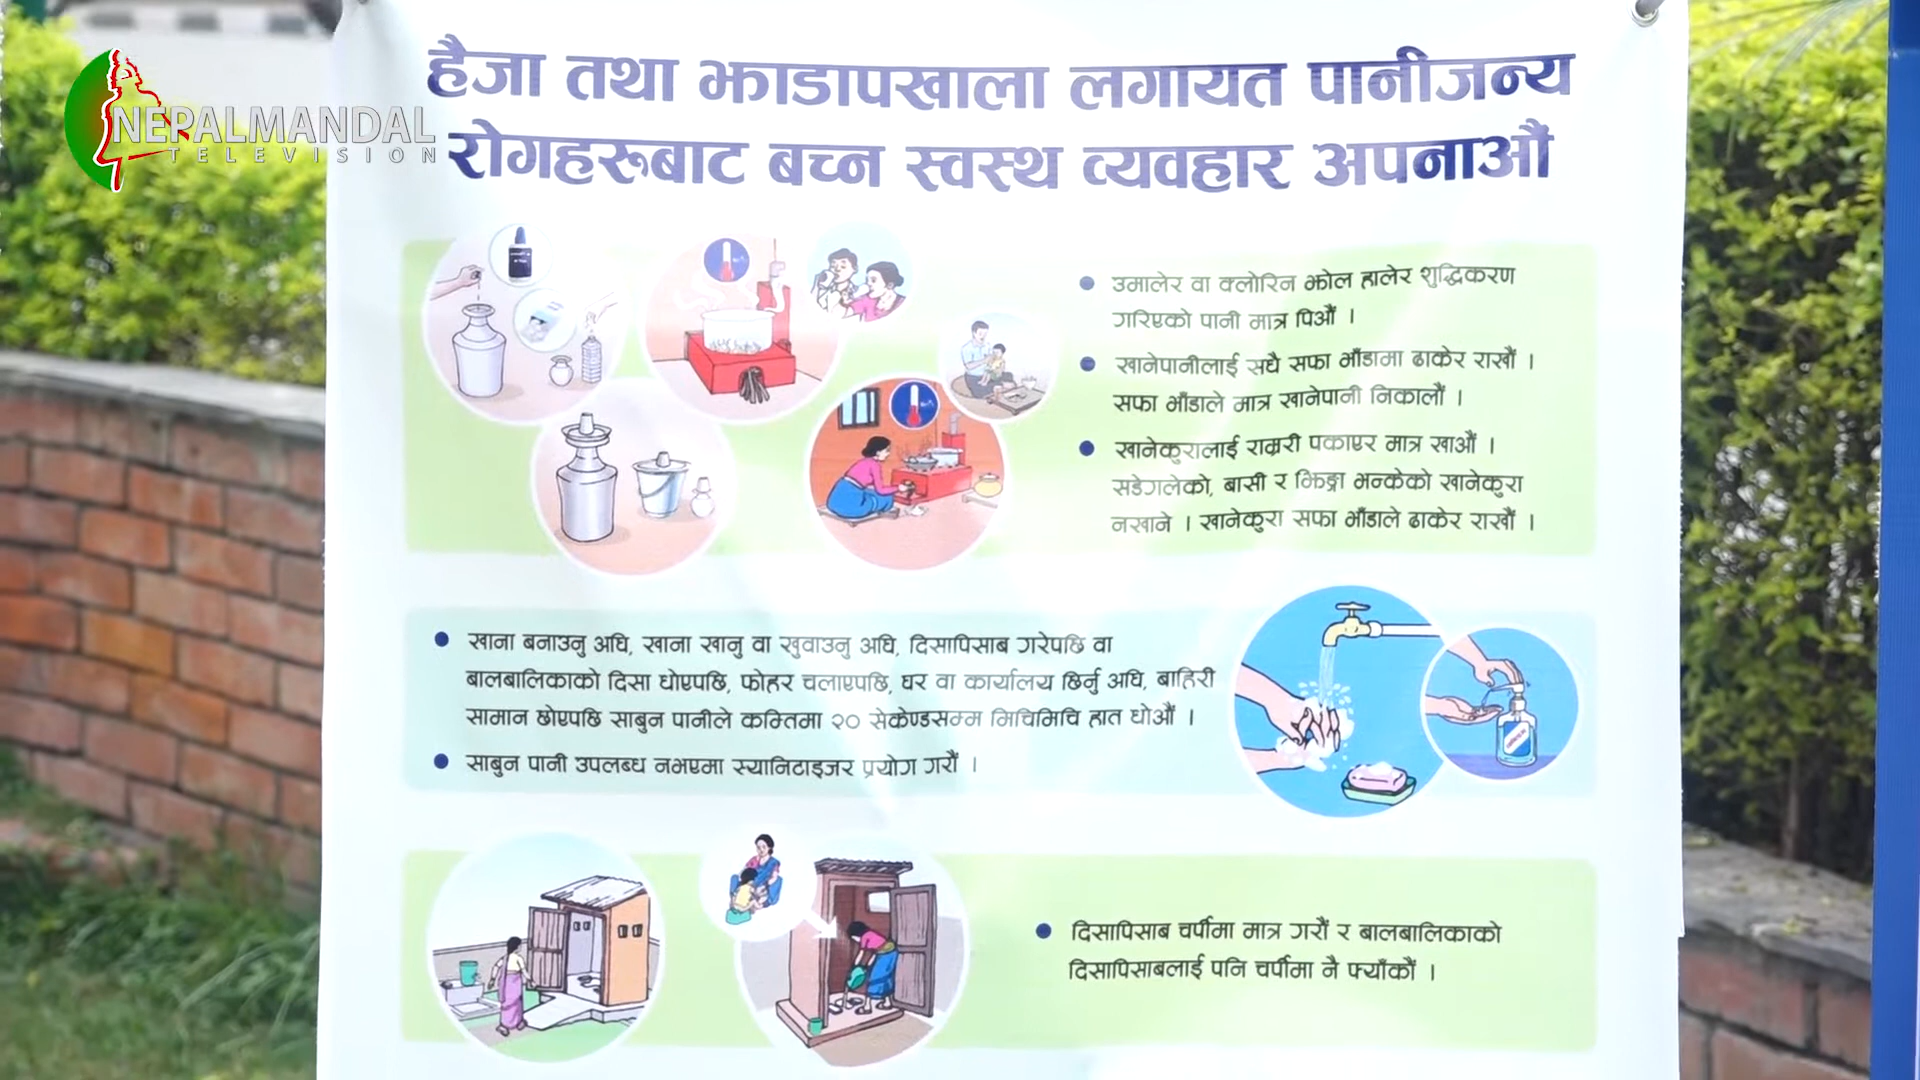 NEPALMANDAL
TELEVISION
हैजा तथा झाडापखाला लगायत पानीजन्य
रोगहरूबाट बच्न स्वस्थ व्यवहार अपनाऔं
उमालेर वा क्लोरिन झोल हालेर शुद्धिकरण
गरिएको पानी मात्र पिऔं ।
खानेपानीलाई सधै सफा भाँडामा ढाकेर राखौं ।
सफा भाँडाले मात्र खानेपानी निकालौं ।
खानेकुरालाई राम्ररी पकाएर मात्र खाऔं ।
सडेगलेको, बासी र झिङ्गा भन्केको खानेकुरा
नखाने । खानेकुरा सफा भाँडाले ढाकेर राखौं ।
खाना बनाउनु अघि, खाना खानु वा खुवाउनु अघि, दिसापिसाब गरेपछि वा
बालबालिकाको दिसा धोएपछि, फोहर चलाएपछि, घर वा कार्यालय छिर्नु अघि, बाहिरी
सामान छोएपछि साबुन पानीले कम्तिमा २० सेकेण्डसम्म मिचिमिचि हात धोऔं ।
साबुन पानी उपलब्ध नभएमा स्यानिटाइजर प्रयोग गरौं ।
दिसापिसाब चर्पीमा मात्र गरौं र बालबालिकाको
दिसापिसाबलाई पनि चर्पीमा नै फ्याँकौं ।